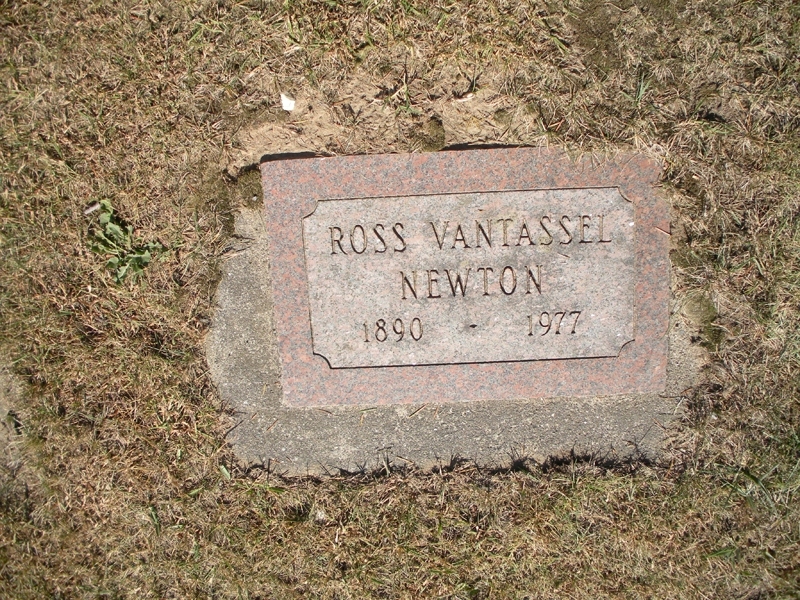 ROSS VANTASSEL
NEWTON
1890 - 1977